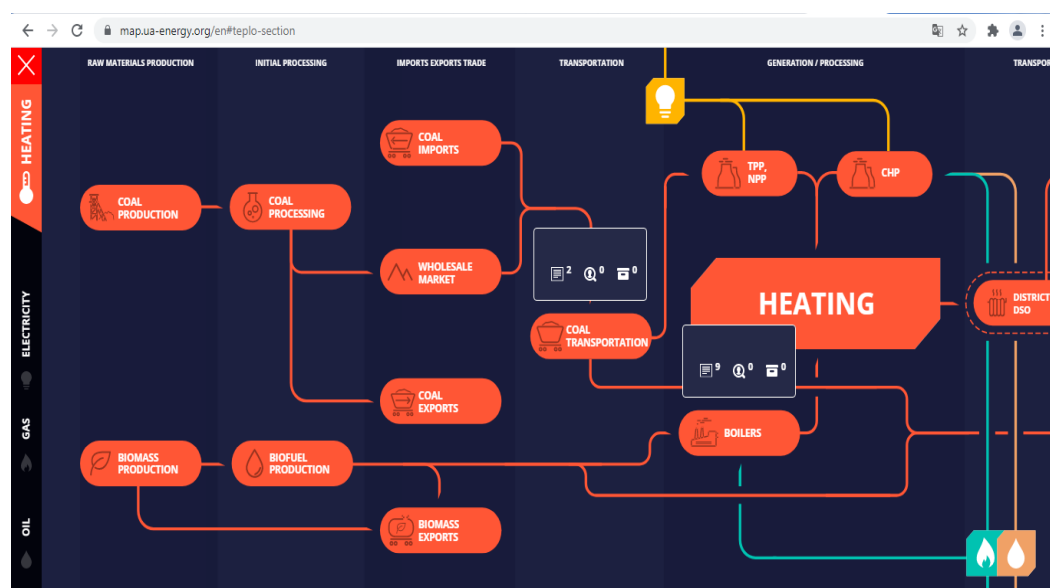 map.ua-energy.org/en#teplo-section
RAW MATERIALS PRODUCTION
INITIAL PROCESSING
IMPORTS EXPORTS TRADE
TRANSPORTATION
GENERATION / PROCESSING
TRANSPOR
HEATING
ELECTRICITY
GAS
OIL
COAL
IMPORTS
TPP,
NPP
CHP
COAL
PRODUCTION
COAL
PROCESSING
WHOLESALE
MARKET
2 0 0
HEATING
DISTRICT
DSO
COAL
TRANSPORTATION
9 0 0
COAL
EXPORTS
BOILERS
BIOMASS
PRODUCTION
BIOFUEL
PRODUCTION
BIOMASS
EXPORTS